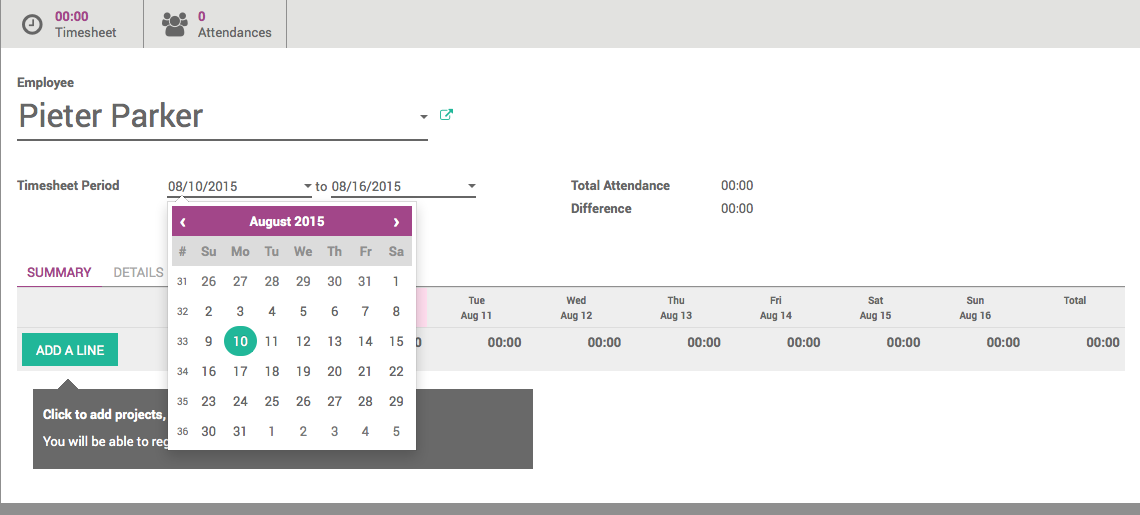 00:00
Timesheet
0
Attendances
Employee
Pieter Parker
Timesheet Period
08/10/2015
to 08/16/2015
Total Attendance 00:00
Difference 00:00
‹ August 2015 ›
# Su Mo Tu We Th Fr Sa
31 26 27 28 29 30 31 1
32 2 3 4 5 6 7 8
33 9 10 11 12 13 14 15
34 16 17 18 19 20 21 22
35 23 24 25 26 27 28 29
36 30 31 1 2 3 4 5
SUMMARY DETAILS
Tue Wed Thu Fri Sat Sun Total
Aug 11 Aug 12 Aug 13 Aug 14 Aug 15 Aug 16
ADD A LINE 0 00:00 00:00 00:00 00:00 00:00 00:00 00:00
Click to add projects,
You will be able to